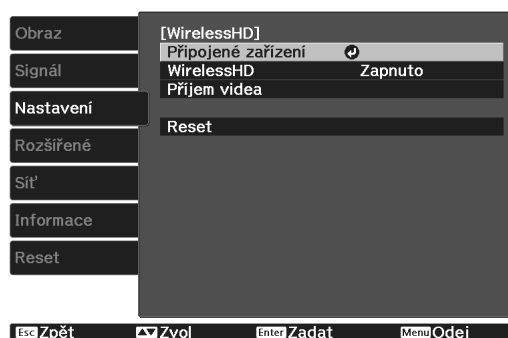 Obraz
Signál
Nastavení
Rozšířené
Síť
Informace
Reset
[WirelessHD]
Připojené zařízení
WirelessHD Zapnuto
Příjem videa
Reset
Esc Zpět Zvol Enter Zadat Menu Odej